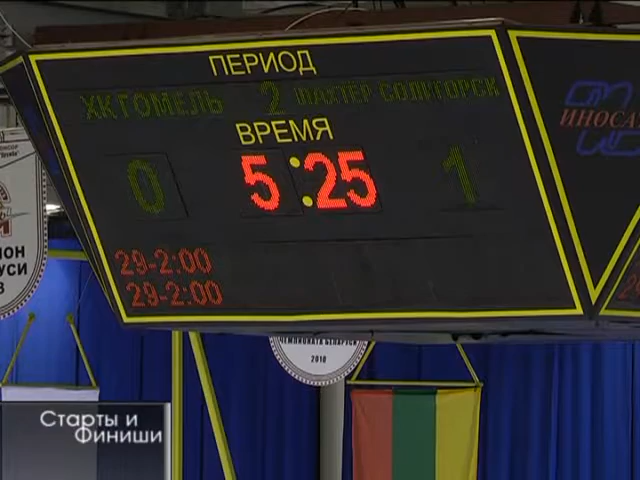 ПЕРИОД
ХК ГОМЕЛЬ 2 ШАХТЕР СОЛИГОРСК
ВРЕМЯ
0 5:25 1
29-2:00
29-2:00
2010
Старты и
Финиши